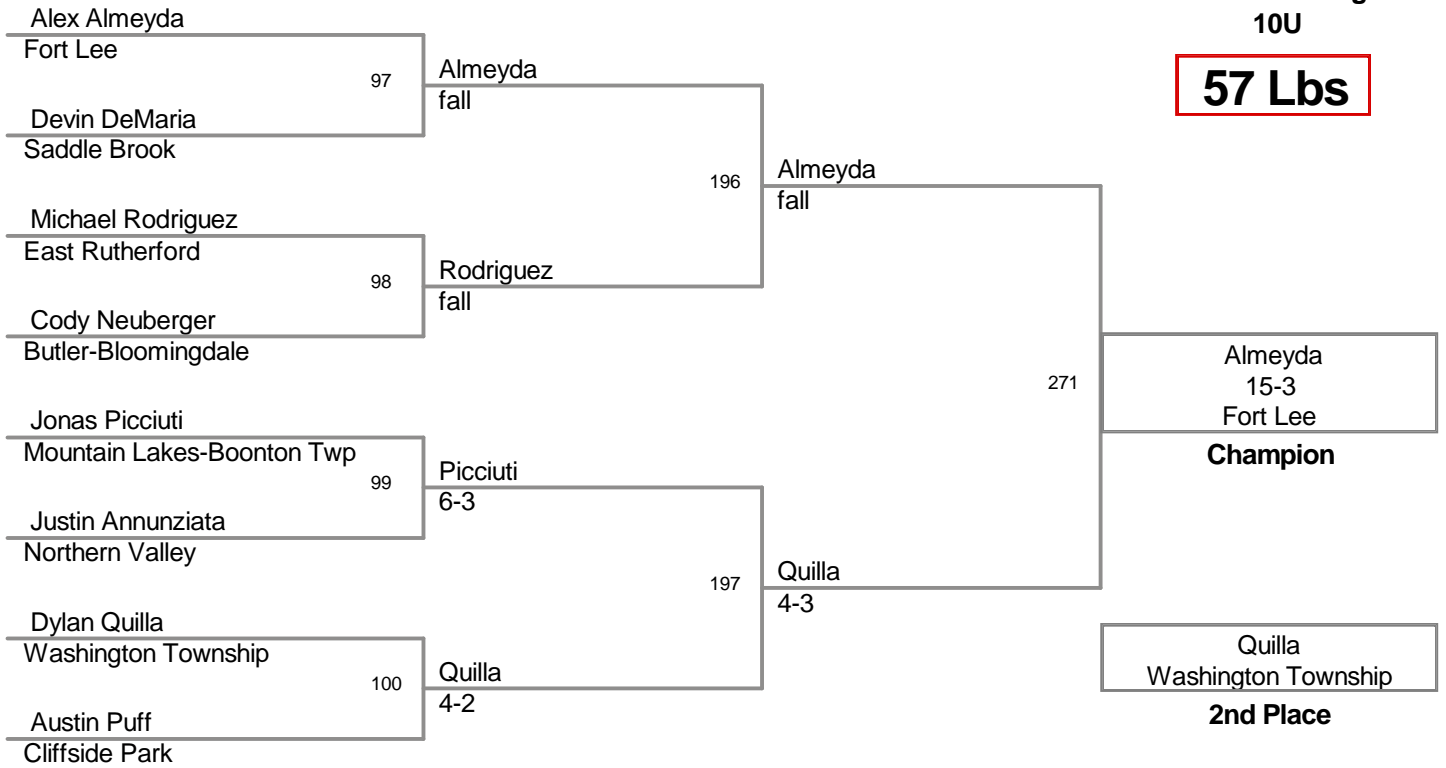 10U
57 Lbs
Alex Almeyda
Fort Lee
97
Devin DeMaria
Saddle Brook
Michael Rodriguez
East Rutherford
98
Cody Neuberger
Butler-Bloomingdale
Jonas Picciuti
Mountain Lakes-Boonton Twp
99
Justin Annunziata
Northern Valley
Dylan Quilla
Washington Township
100
Austin Puff
Cliffside Park
Almeyda
fall
196
Rodriguez
fall
Picciuti
6-3
197
Quilla
4-2
Almeyda
fall
271
Quilla
4-3
Almeyda
15-3
Fort Lee
Champion
Quilla
Washington Township
2nd Place